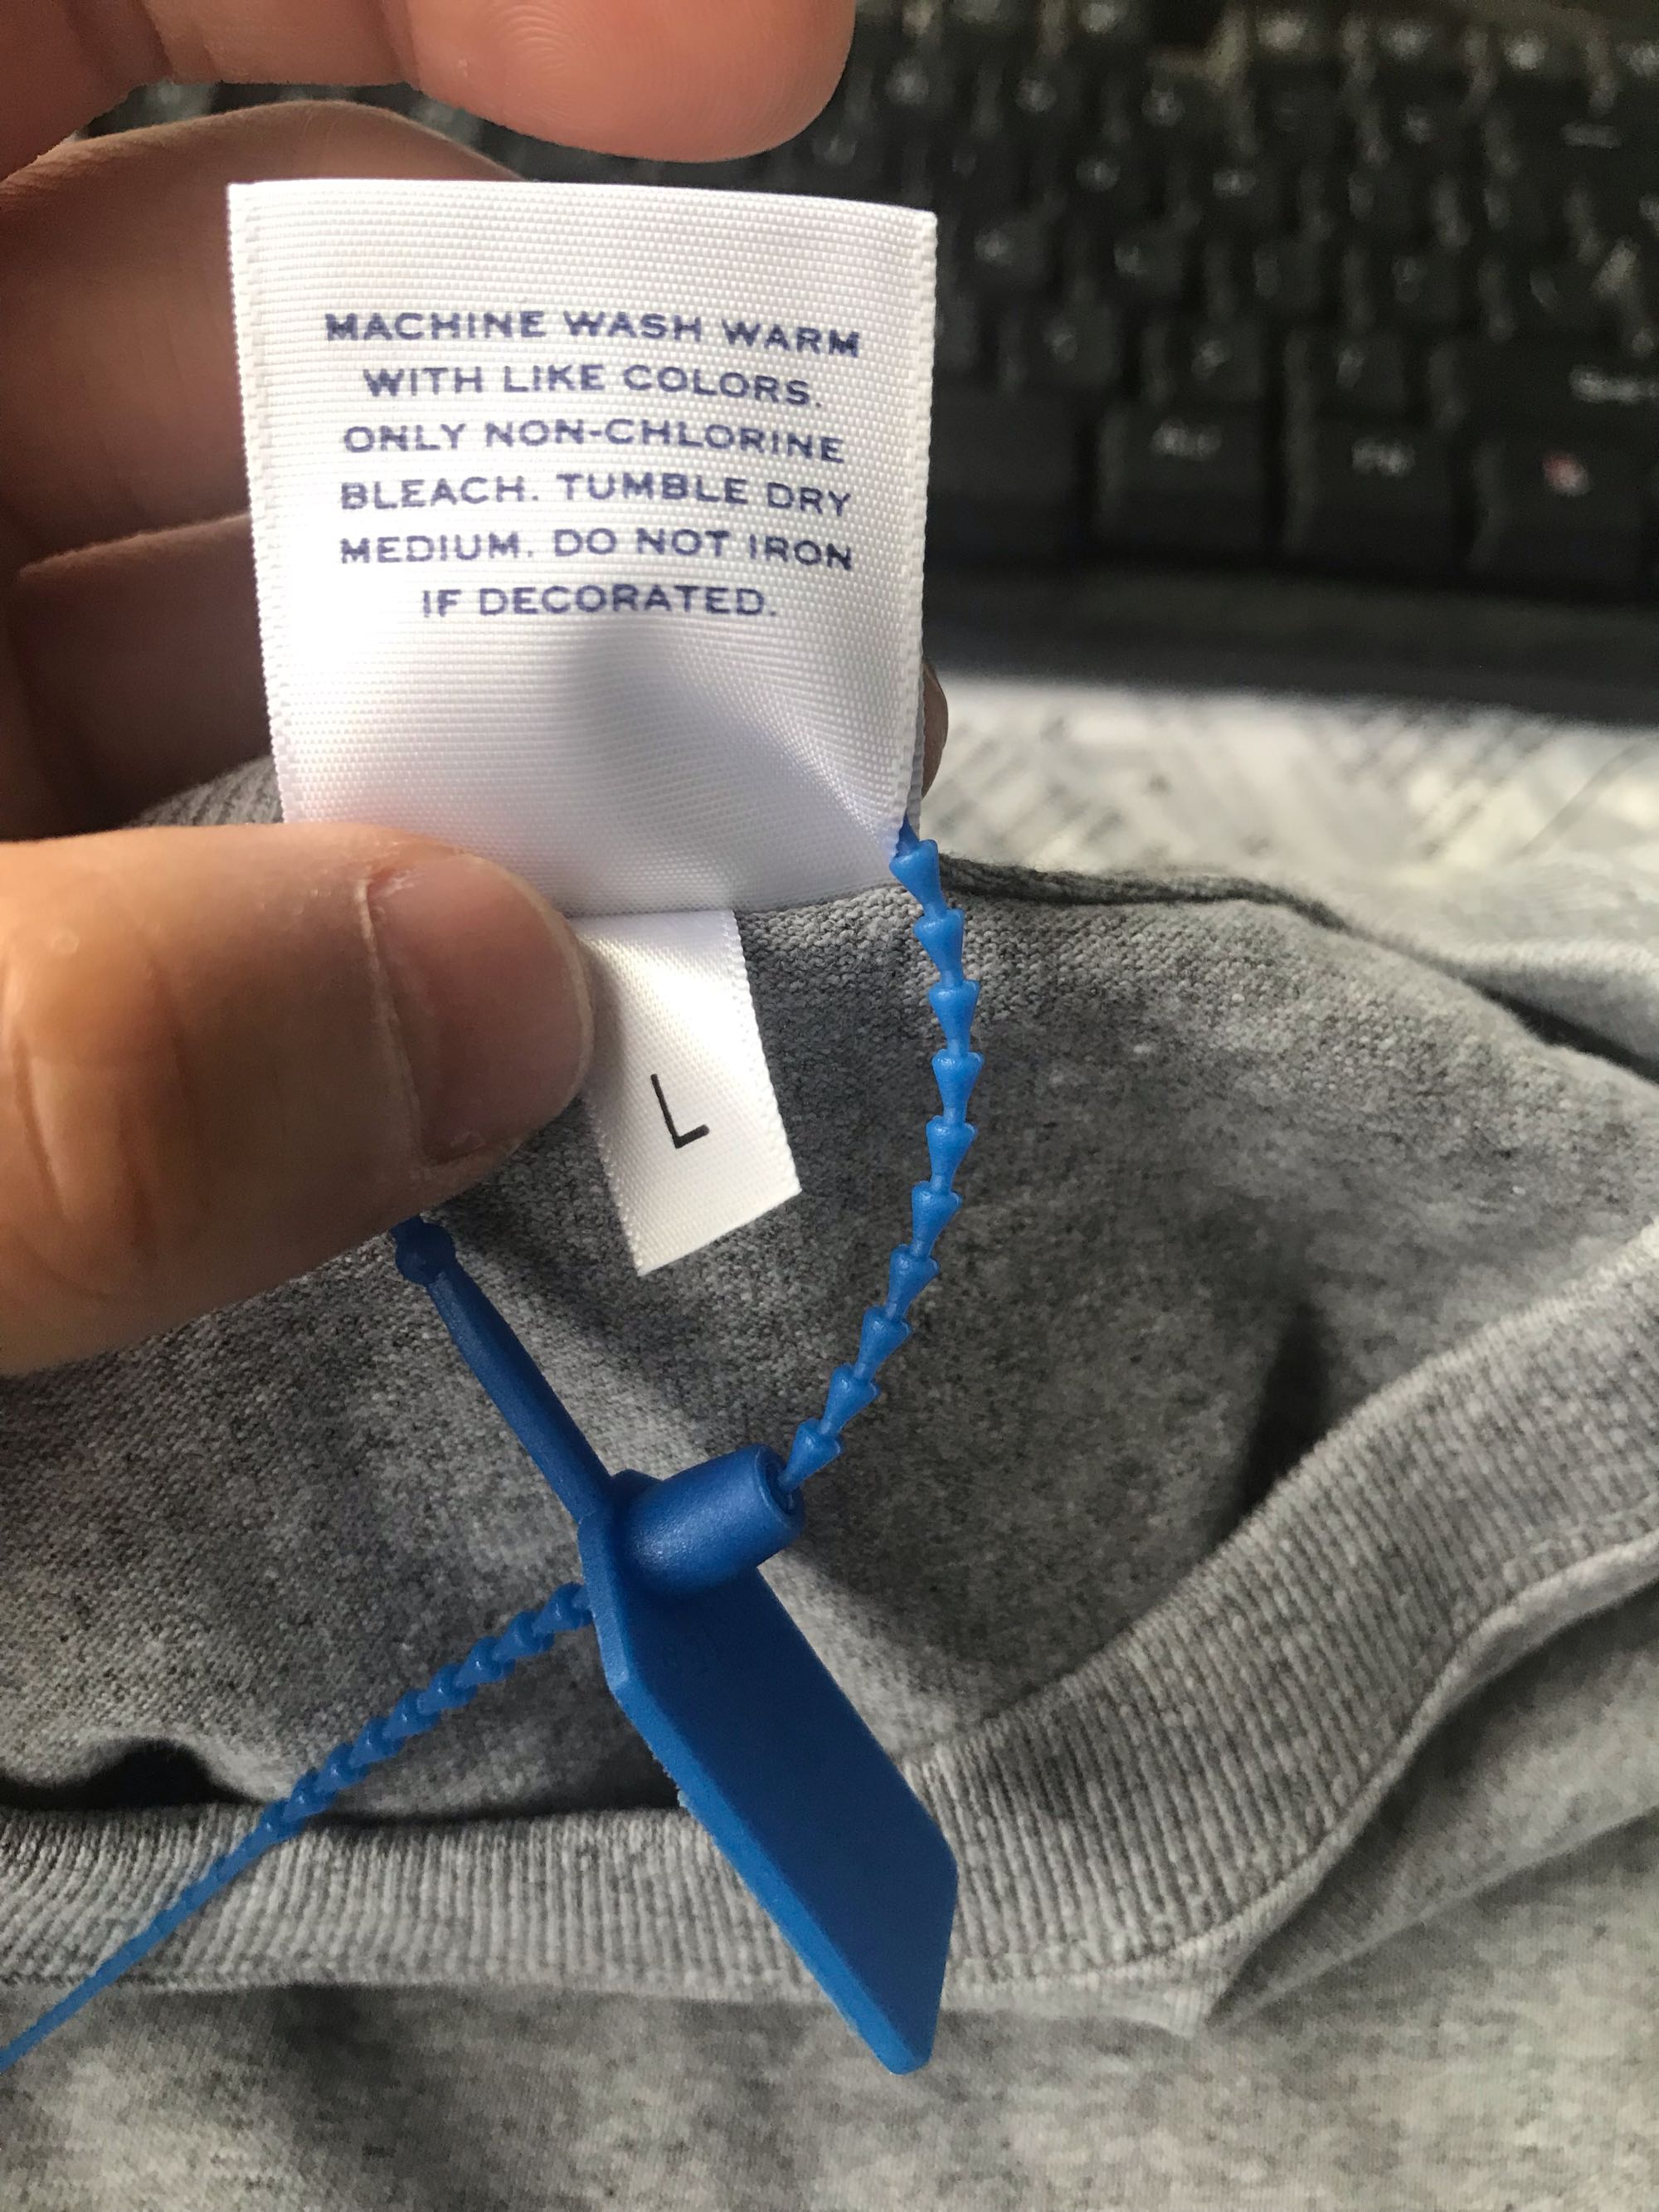 MACHINE WASH WARM
WITH LIKE COLORS.
ONLY NON-CHLORINE
BLEACH. TUMBLE DRY
MEDIUM. DO NOT IRON
IF DECORATED.
L